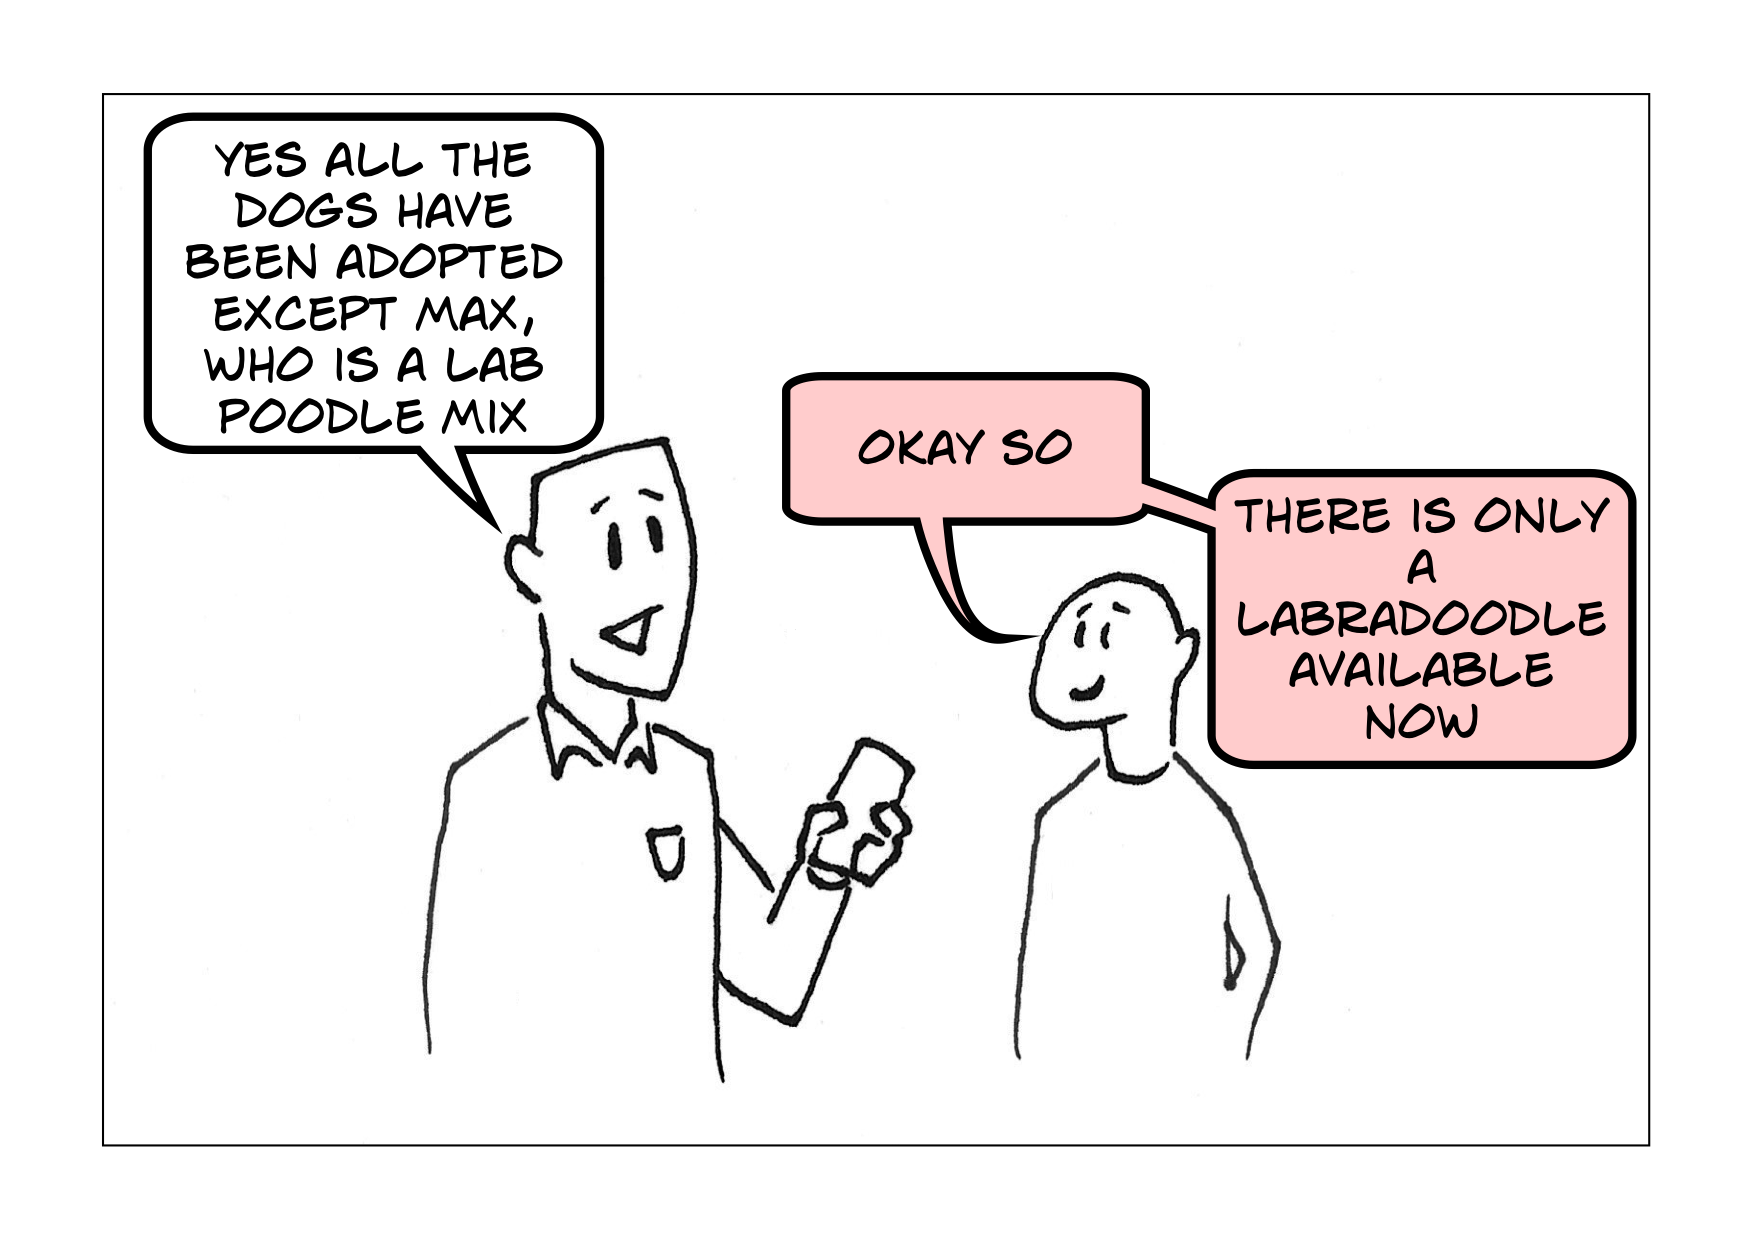 YES ALL THE
DOGS HAVE
BEEN ADOPTED
EXCEPT MAX,
WHO IS A LAB
POODLE MIX
OKAY SO
THERE IS ONLY
A
LABRADOODLE
AVAILABLE
NOW